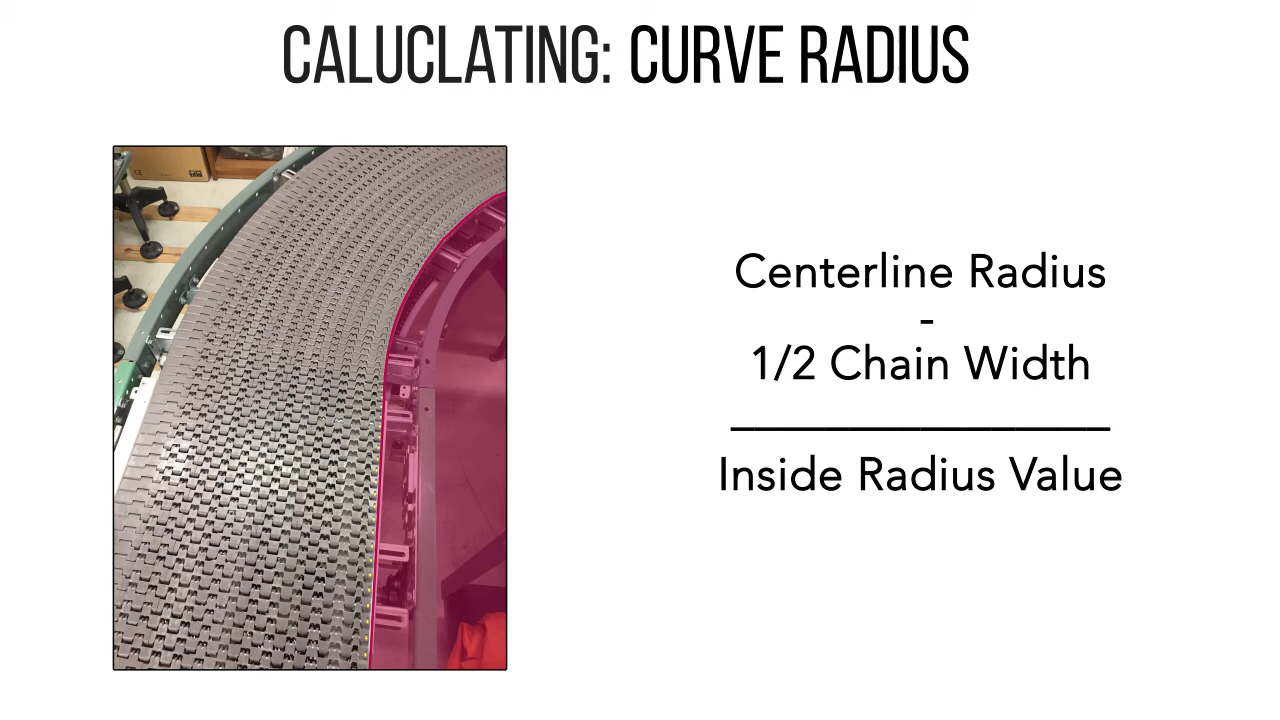 CALUCLATING: CURVE RADIUS
Centerline Radius
-
1/2 Chain Width
Inside Radius Value